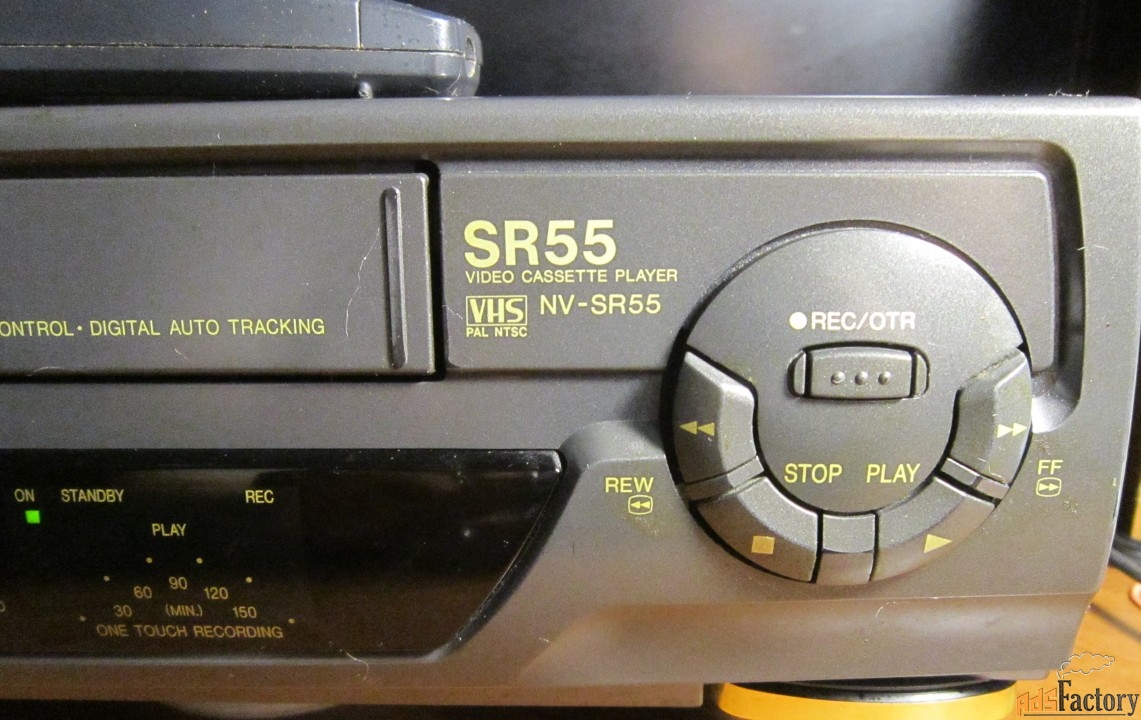 SR55
VIDEO CASSETTE PLAYER
VHS NV-SR55
PAL NTSC
ONTROL • DIGITAL AUTO TRACKING
REC/OTR
STOP PLAY
REW
FF
ON STANDBY REC
PLAY
60 90 120
30 (MIN.) 150
ONE TOUCH RECORDING
AdsFactory